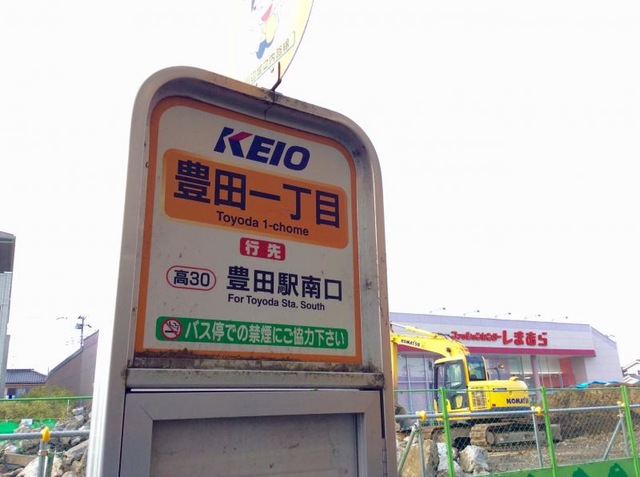 KEIO
豊田一丁目
Toyoda 1-chome
行先
高30
豊田駅南口
For Toyoda Sta. South
バス停での禁煙にご協力下さい
ファッションセンターしまむら
KOMATSU
KOMATSU